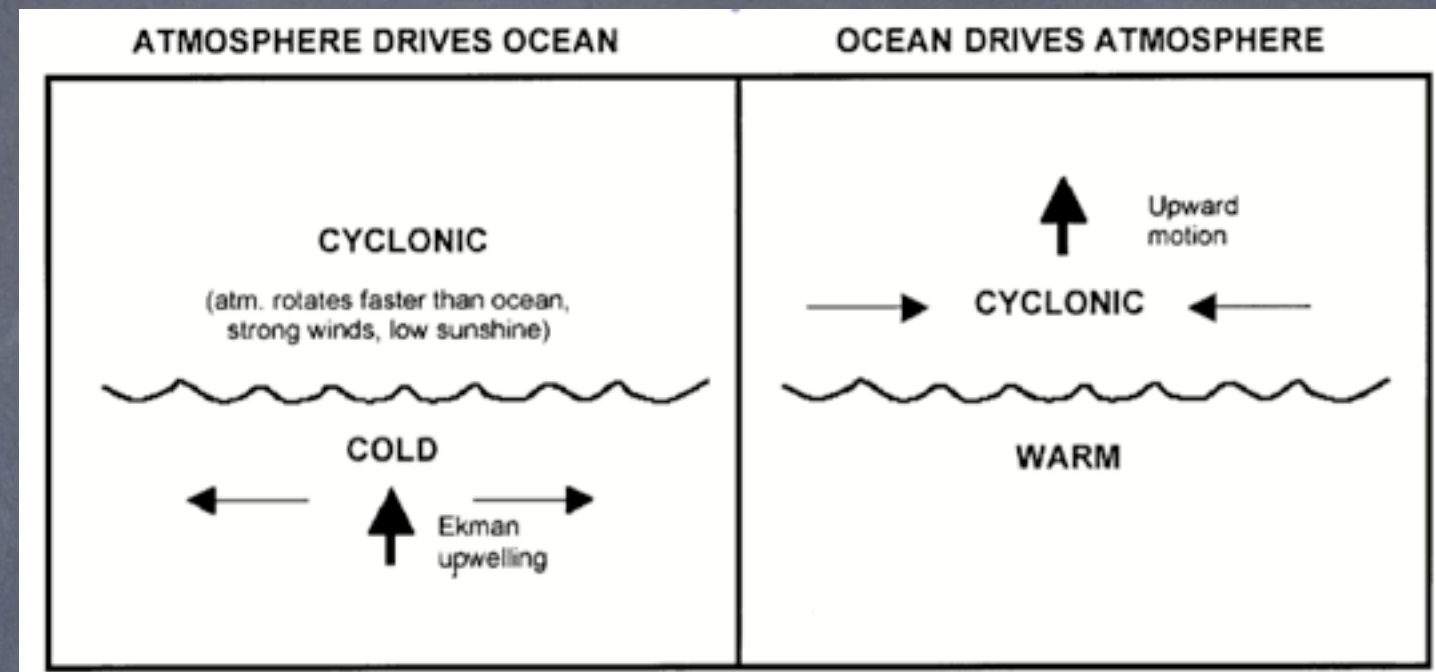 ATMOSPHERE DRIVES OCEAN
CYCLONIC
(atm. rotates faster than ocean,
strong winds, low sunshine)
COLD
Ekman
upwelling
OCEAN DRIVES ATMOSPHERE
Upward
motion
CYCLONIC
WARM